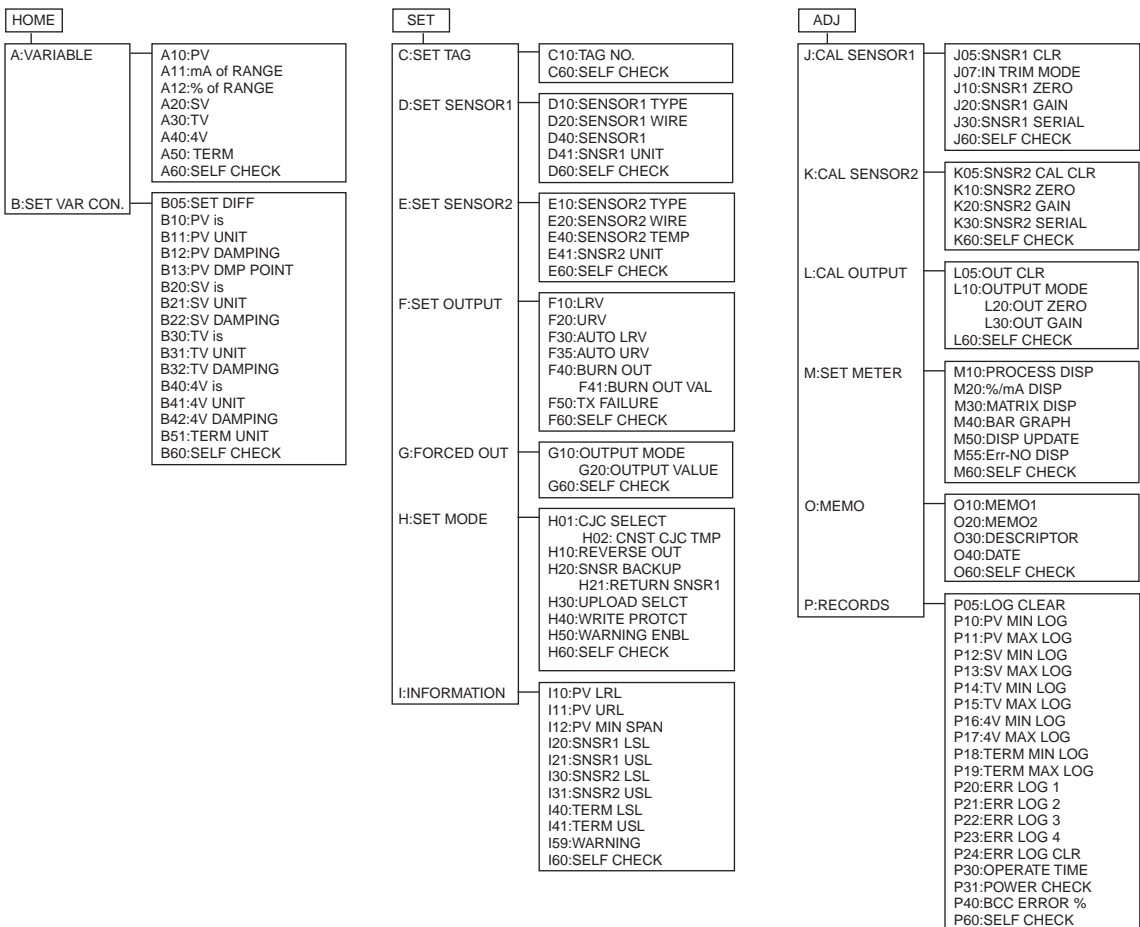 HOME
A:VARIABLE
A10:PV
A11:mA of RANGE
A12:% of RANGE
A20:SV
A30:TV
A40:4V
A50: TERM
A60:SELF CHECK
B:SET VAR CON.
B05:SET DIFF
B10:PV is
B11:PV UNIT
B12:PV DAMPING
B13:PV DMP POINT
B20:SV is
B21:SV UNIT
B22:SV DAMPING
B30:TV is
B31:TV UNIT
B32:TV DAMPING
B40:4V is
B41:4V UNIT
B42:4V DAMPING
B51:TERM UNIT
B60:SELF CHECK
SET
C:SET TAG
C10:TAG NO.
C60:SELF CHECK
D:SET SENSOR1
D10:SENSOR1 TYPE
D20:SENSOR1 WIRE
D40:SENSOR1
D41:SNSR1 UNIT
D60:SELF CHECK
E:SET SENSOR2
E10:SENSOR2 TYPE
E20:SENSOR2 WIRE
E40:SENSOR2 TEMP
E41:SNSR2 UNIT
E60:SELF CHECK
F:SET OUTPUT
F10:LRV
F20:URV
F30:AUTO LRV
F35:AUTO URV
F40:BURN OUT
F41:BURN OUT VAL
F50:TX FAILURE
F60:SELF CHECK
G:FORCED OUT
G10:OUTPUT MODE
G20:OUTPUT VALUE
G60:SELF CHECK
H:SET MODE
H01:CJC SELECT
H02: CNST CJC TMP
H10:REVERSE OUT
H20:SNSR BACKUP
H21:RETURN SNSR1
H30:UPLOAD SELCT
H40:WRITE PROTCT
H50:WARNING ENBL
H60:SELF CHECK
I:INFORMATION
I10:PV LRL
I11:PV URL
I12:PV MIN SPAN
I20:SNSR1 LSL
I21:SNSR1 USL
I30:SNSR2 LSL
I31:SNSR2 USL
I40:TERM LSL
I41:TERM USL
I59:WARNING
I60:SELF CHECK
ADJ
J:CAL SENSOR1
J05:SNSR1 CLR
J07:IN TRIM MODE
J10:SNSR1 ZERO
J20:SNSR1 GAIN
J30:SNSR1 SERIAL
J60:SELF CHECK
K:CAL SENSOR2
K05:SNSR2 CAL CLR
K10:SNSR2 ZERO
K20:SNSR2 GAIN
K30:SNSR2 SERIAL
K60:SELF CHECK
L:CAL OUTPUT
L05:OUT CLR
L10:OUTPUT MODE
L20:OUT ZERO
L30:OUT GAIN
L60:SELF CHECK
M:SET METER
M10:PROCESS DISP
M20:%/mA DISP
M30:MATRIX DISP
M40:BAR GRAPH
M50:DISP UPDATE
M55:Err-NO DISP
M60:SELF CHECK
O:MEMO
O10:MEMO1
O20:MEMO2
O30:DESCRIPTOR
O40:DATE
O60:SELF CHECK
P:RECORDS
P05:LOG CLEAR
P10:PV MIN LOG
P11:PV MAX LOG
P12:SV MIN LOG
P13:SV MAX LOG
P14:TV MIN LOG
P15:TV MAX LOG
P16:4V MIN LOG
P17:4V MAX LOG
P18:TERM MIN LOG
P19:TERM MAX LOG
P20:ERR LOG 1
P21:ERR LOG 2
P22:ERR LOG 3
P23:ERR LOG 4
P24:ERR LOG CLR
P30:OPERATE TIME
P31:POWER CHECK
P40:BCC ERROR %
P60:SELF CHECK